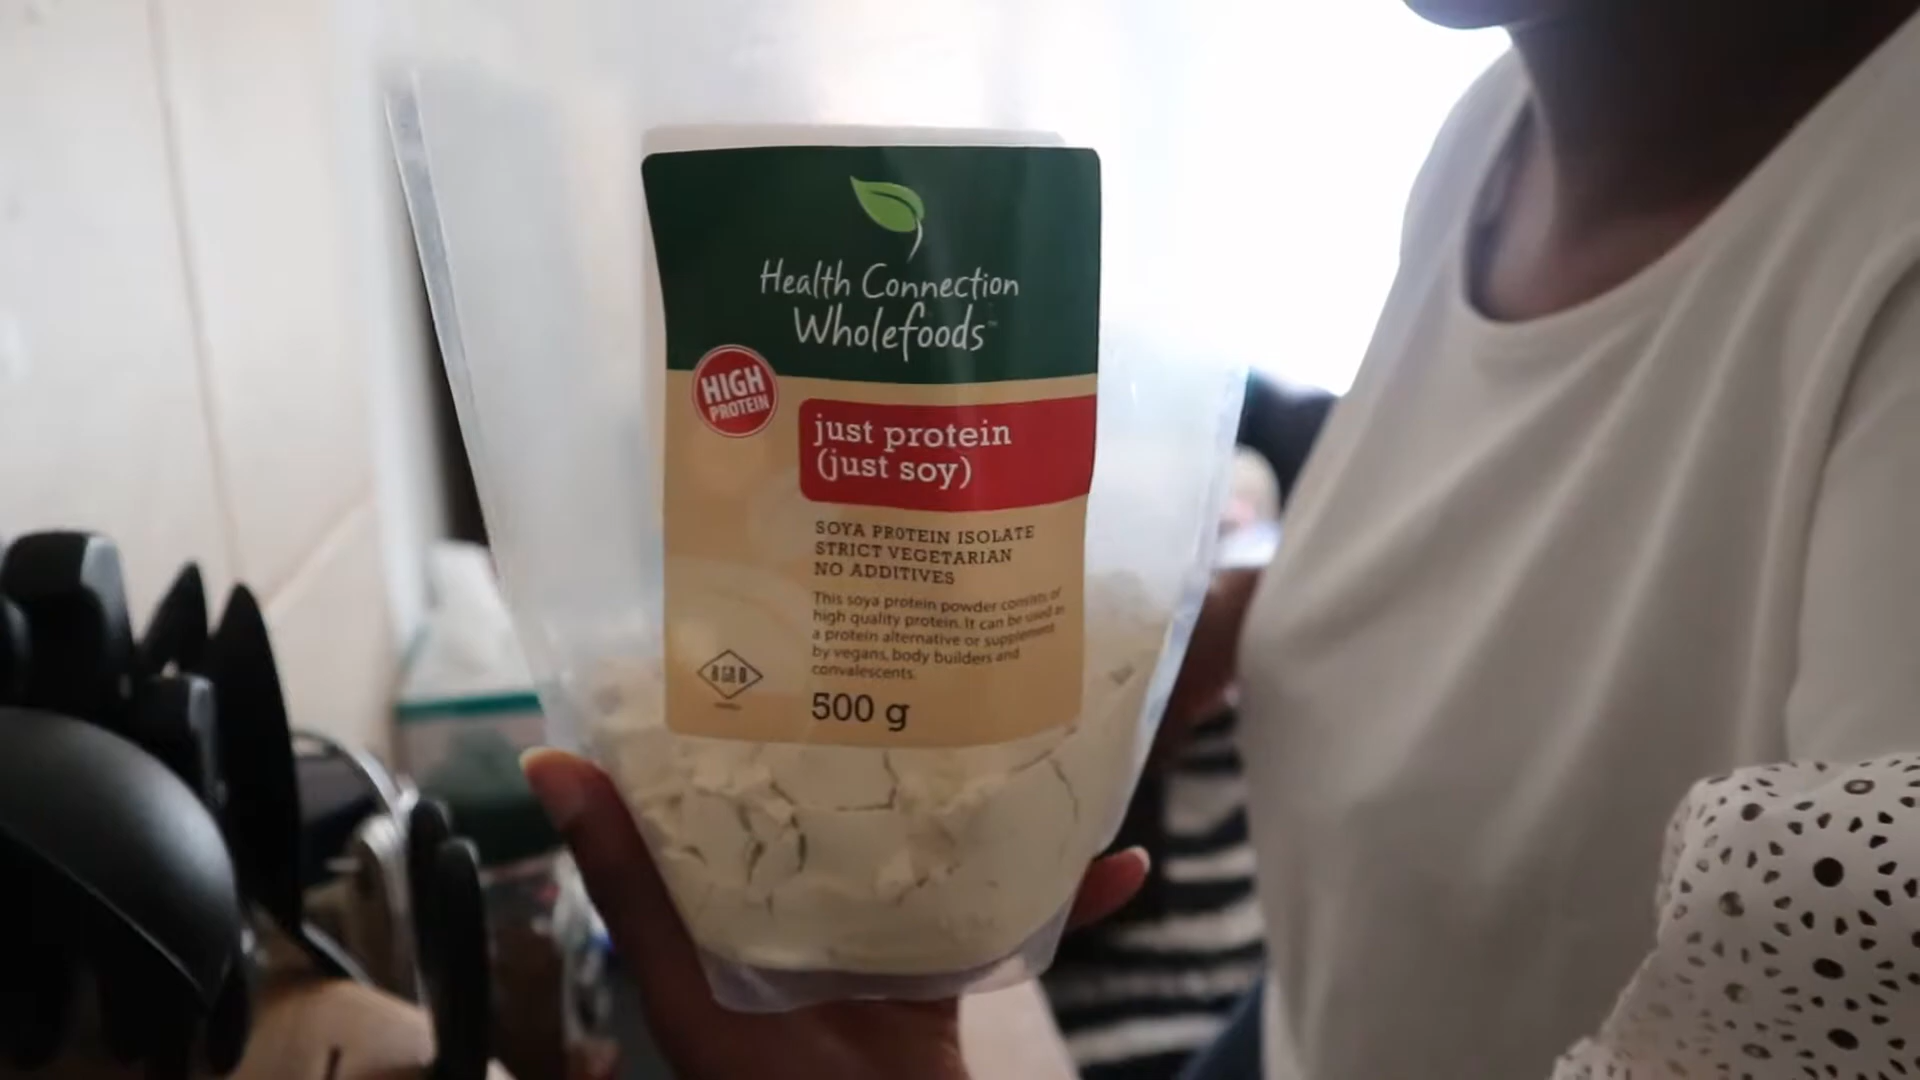 Health Connection
Wholefoods
HIGH
PROTEIN
just protein
(just soy)
SOYA PROTEIN ISOLATE
STRICT VEGETARIAN
NO ADDITIVES
This soya protein powder consists of
high quality protein. It can be used as
a protein alternative or supplement
by vegans, body builders and
convalescents.
500 g